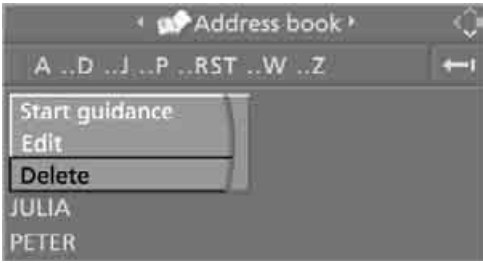 Address book
A ..D ..J ..P ..RST ..W ..Z
Start guidance
Edit
Delete
JULIA
PETER